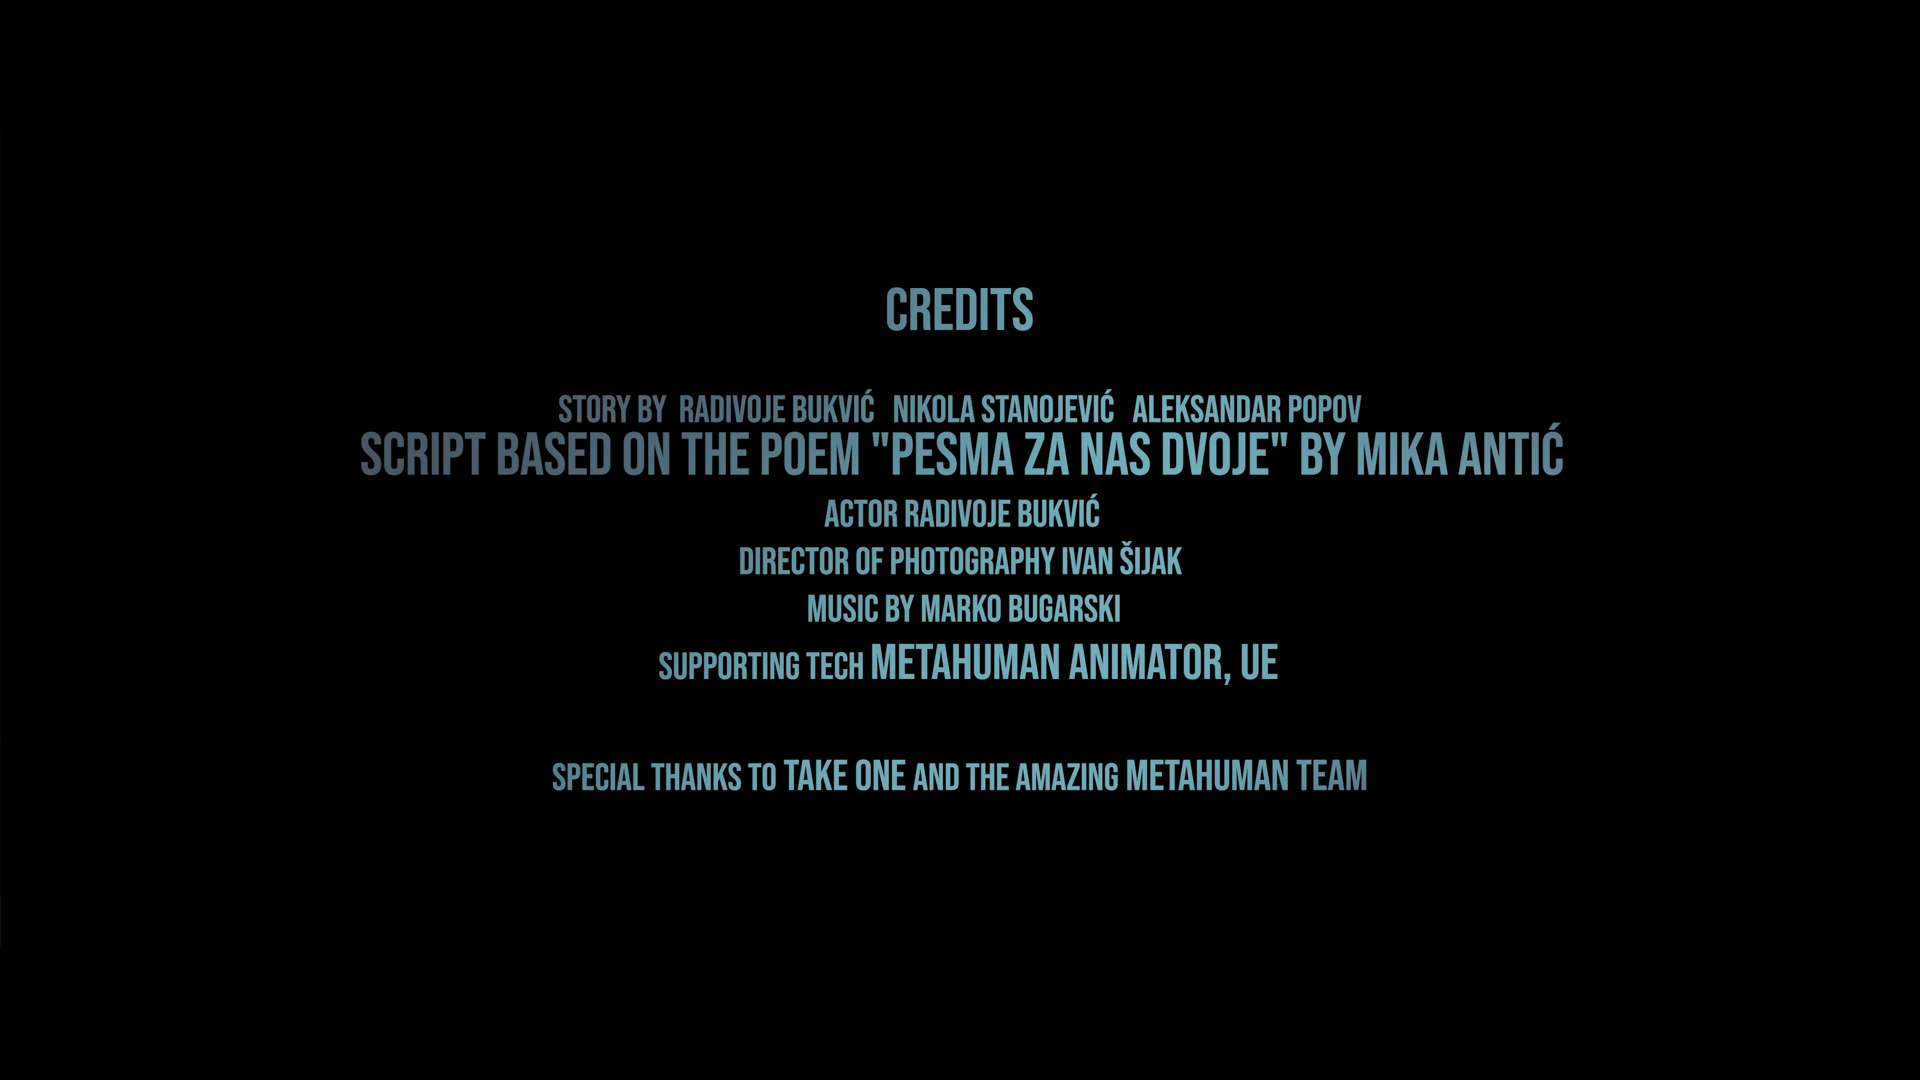 CREDITS
STORY BY RADIVOJE BUKVIĆ NIKOLA STANOJEVIĆ ALEKSANDAR POPOV
SCRIPT BASED ON THE POEM "PESMA ZA NAS DVOJE" BY MIKA ANTIĆ
ACTOR RADIVOJE BUKVIĆ
DIRECTOR OF PHOTOGRAPHY IVAN ŠIJAK
MUSIC BY MARKO BUGARSKI
SUPPORTING TECH METAHUMAN ANIMATOR, UE
SPECIAL THANKS TO TAKE ONE AND THE AMAZING METAHUMAN TEAM